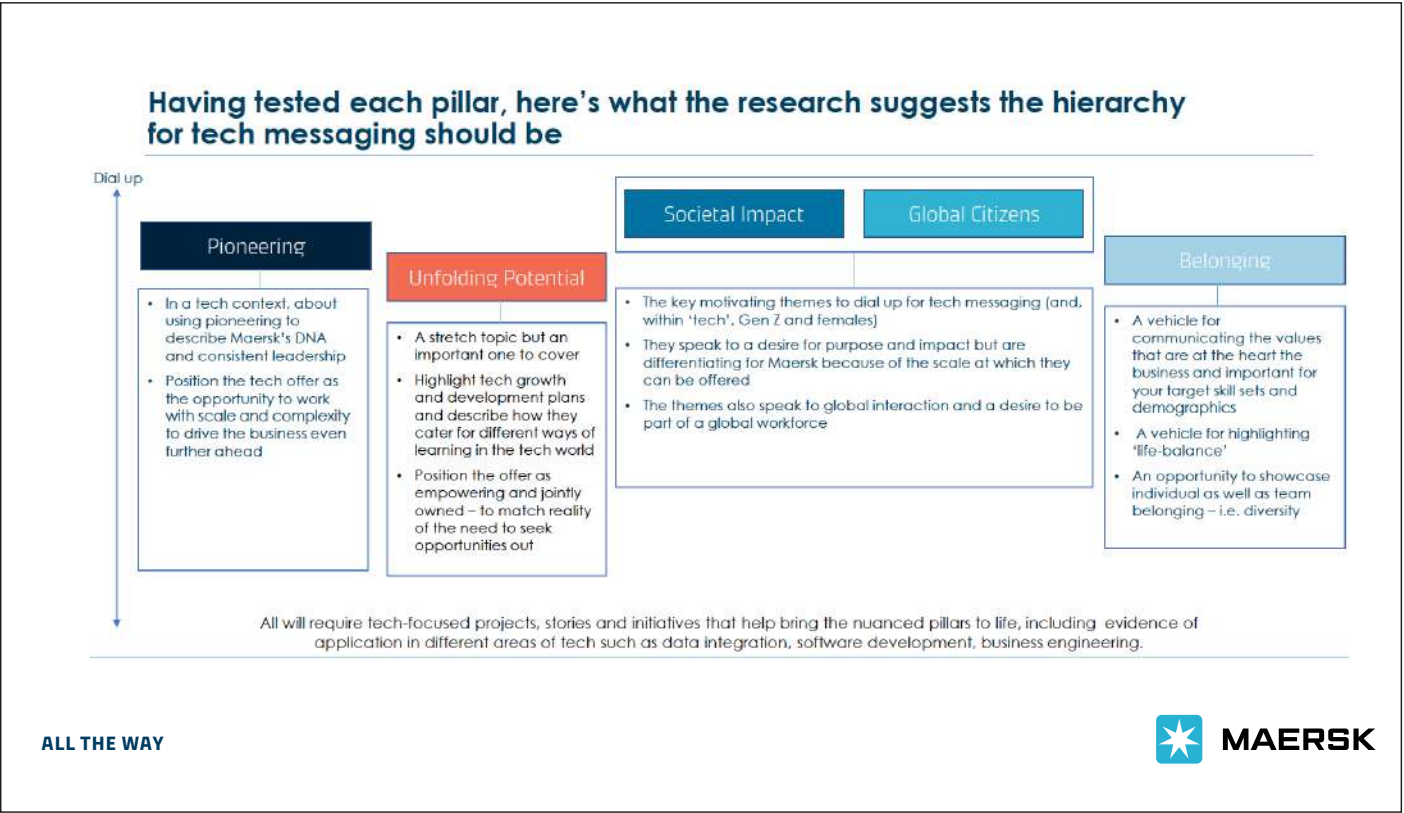 Having tested each pillar, here's what the research suggests the hierarchy
for tech messaging should be
Dial up
Pioneering
• In a tech context, about
using pioneering to
describe Maersk's DNA
and consistent leadership
• Position the tech offer as
the opportunity to work
with scale and complexity
to drive the business even
further ahead
Unfolding Potential
• A stretch topic but an
important one to cover
• Highlight tech growth
and development plans
and describe how they
cater for different ways of
learning in the tech world
• Position the offer as
empowering and jointly
owned – to match reality
of the need to seek
opportunities out
Societal Impact
Global Citizens
• The key motivating themes to dial up for tech messaging (and,
within 'tech', Gen Z and females)
• They speak to a desire for purpose and impact but are
differentiating for Maersk because of the scale at which they
can be offered
• The themes also speak to global interaction and a desire to be
part of a global workforce
Belonging
• A vehicle for
communicating the values
that are at the heart the
business and important for
your target skill sets and
demographics
• A vehicle for highlighting
'life-balance'
• An opportunity to showcase
individual as well as team
belonging – i.e. diversity
All will require tech-focused projects, stories and initiatives that help bring the nuanced pillars to life, including evidence of
application in different areas of tech such as data integration, software development, business engineering.
ALL THE WAY
MAERSK